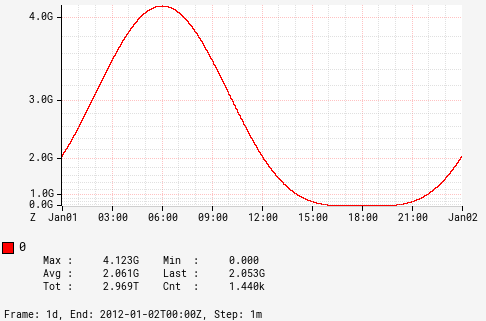 4.0G
3.0G
2.0G
1.0G
0.0G
Z Jan01 03:00 06:00 09:00 12:00 15:00 18:00 21:00 Jan02
0
Max : 4.123G Min : 0.000
Avg : 2.061G Last : 2.053G
Tot : 2.969T Cnt : 1.440k
Frame: 1d, End: 2012-01-02T00:00Z, Step: 1m